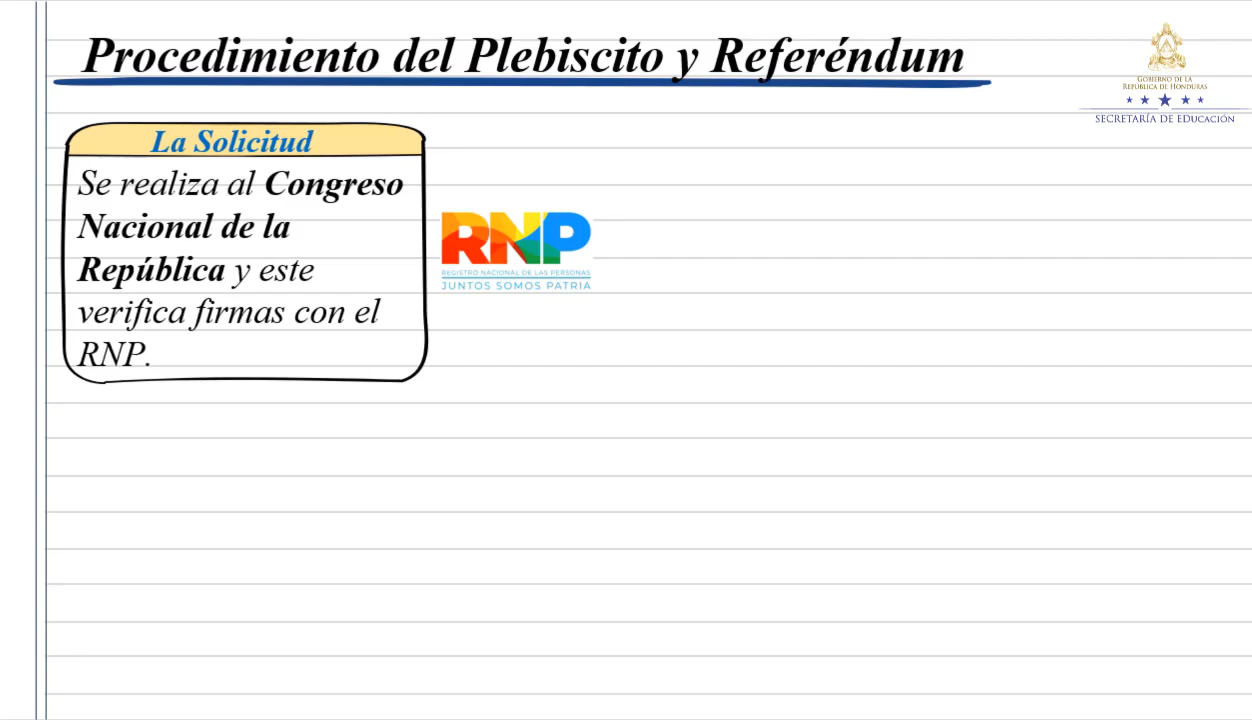 Procedimiento del Plebiscito y Referéndum
GOBIERNO DE LA
REPÚBLICA DE HONDURAS
SECRETARÍA DE EDUCACIÓN
La Solicitud
Se realiza al Congreso
Nacional de la
República y este
verifica firmas con el
RNP.
RNP
REGISTRO NACIONAL DE LAS PERSONAS
JUNTOS SOMOS PATRIA